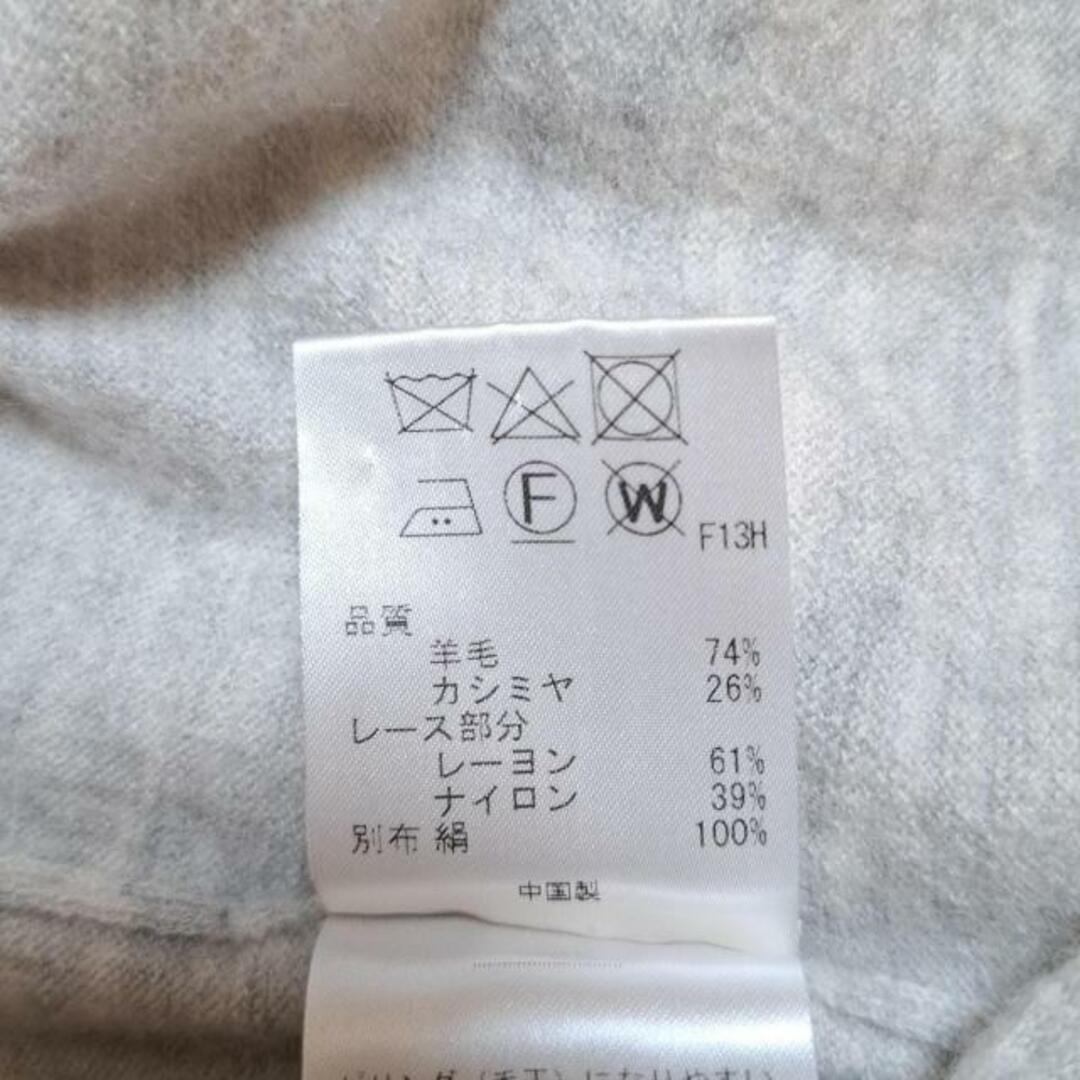 F W F13H
品質
羊毛 74%
カシミヤ 26%
レース部分
レーヨン 61%
ナイロン 39%
別布 絹 100%
中国製